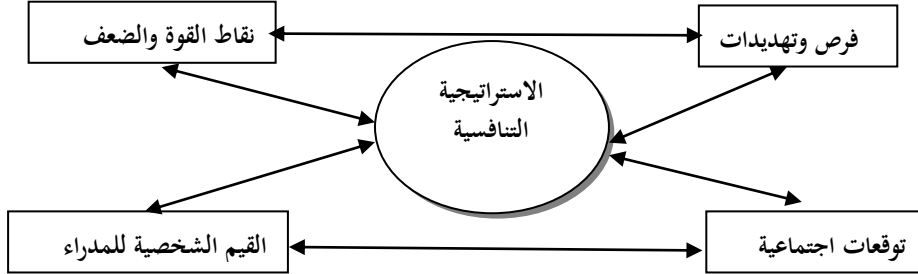 فرص وتهديدات
نقاط القوة والضعف
الاستراتيجية
التنافسية
توقعات اجتماعية
القيم الشخصية للمدراء